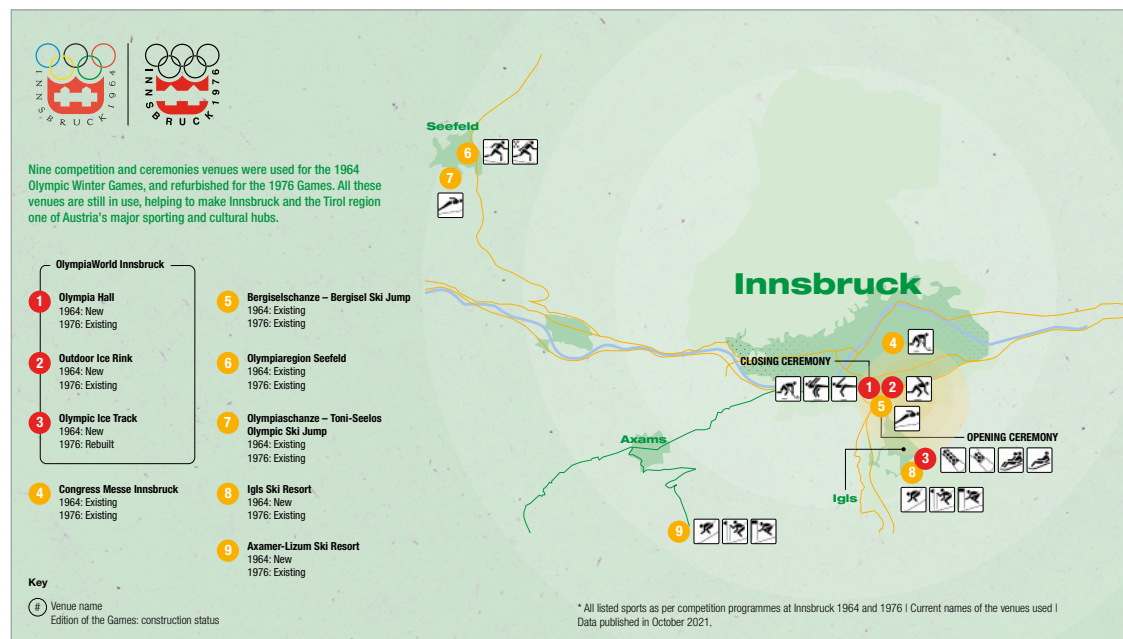 INNSBRUCK 1964
INNSBRUCK 1976
Nine competition and ceremonies venues were used for the 1964
Olympic Winter Games, and refurbished for the 1976 Games. All these
venues are still in use, helping to make Innsbruck and the Tirol region
one of Austria's major sporting and cultural hubs.
OlympiaWorld Innsbruck
1 Olympia Hall
1964: New
1976: Existing
2 Outdoor Ice Rink
1964: New
1976: Existing
3 Olympic Ice Track
1964: New
1976: Rebuilt
4 Congress Messe Innsbruck
1964: Existing
1976: Existing
5 Bergiselschanze – Bergisel Ski Jump
1964: Existing
1976: Existing
6 Olympiaregion Seefeld
1964: Existing
1976: Existing
7 Olympiaschanze – Toni-Seelos
Olympic Ski Jump
1964: Existing
1976: Existing
8 Igls Ski Resort
1964: New
1976: Existing
9 Axamer-Lizum Ski Resort
1964: New
1976: Existing
Key
# Venue name
Edition of the Games: construction status
Seefeld
6
7
Innsbruck
4
CLOSING CEREMONY
1 2
5
OPENING CEREMONY
Axams
3
8
Igls
9
* All listed sports as per competition programmes at Innsbruck 1964 and 1976 | Current names of the venues used |
Data published in October 2021.